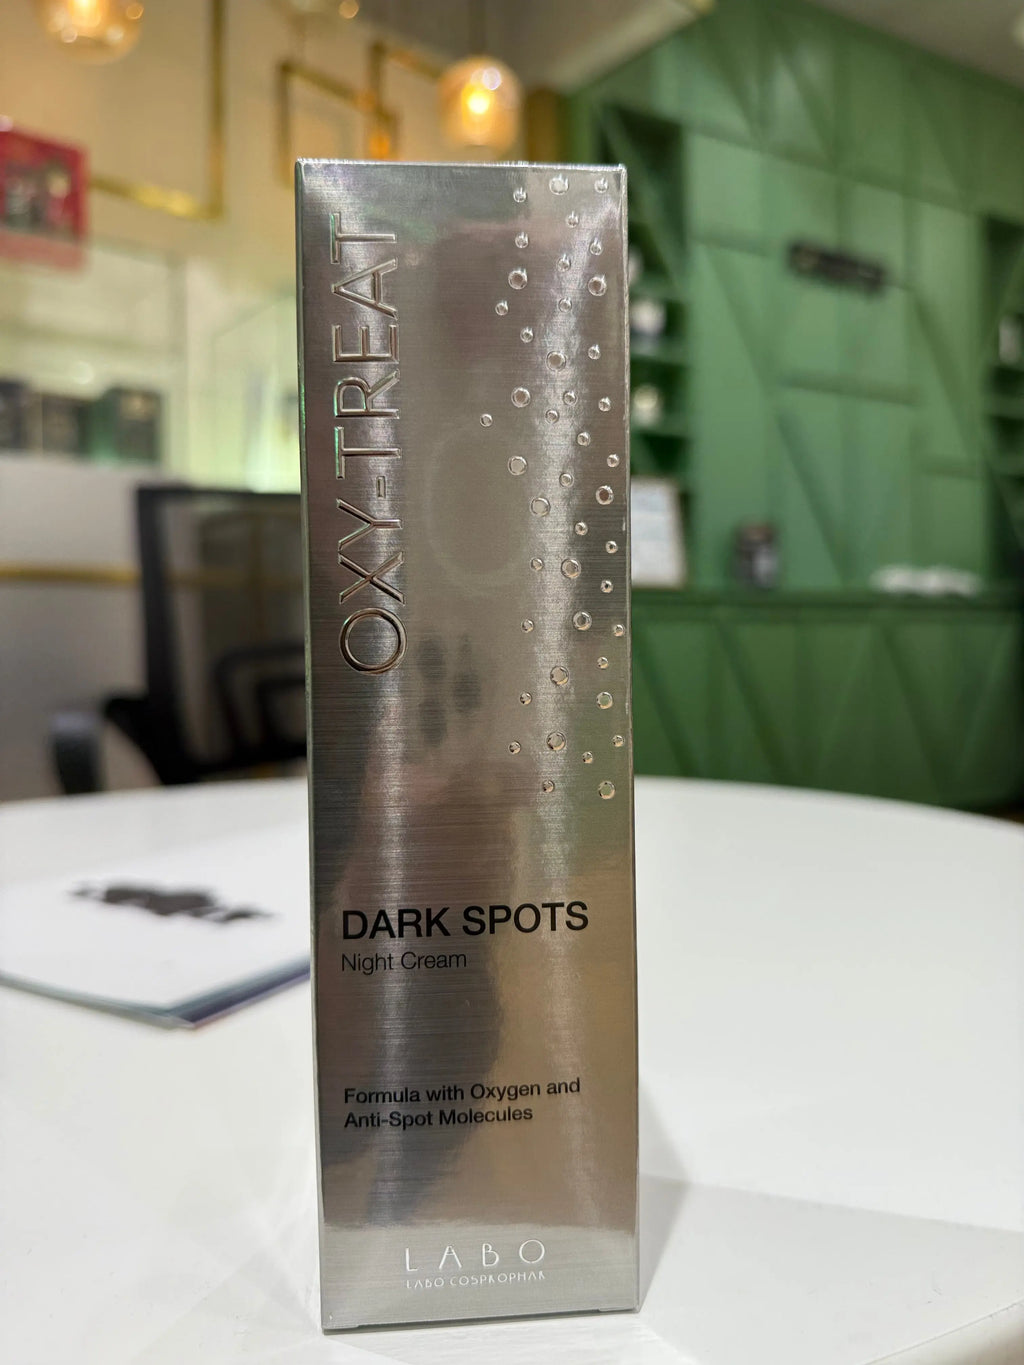 OXY-TREAT
DARK SPOTS
Night Cream
Formula with Oxygen and
Anti-Spot Molecules
LABO
LABO COSPROPHAR